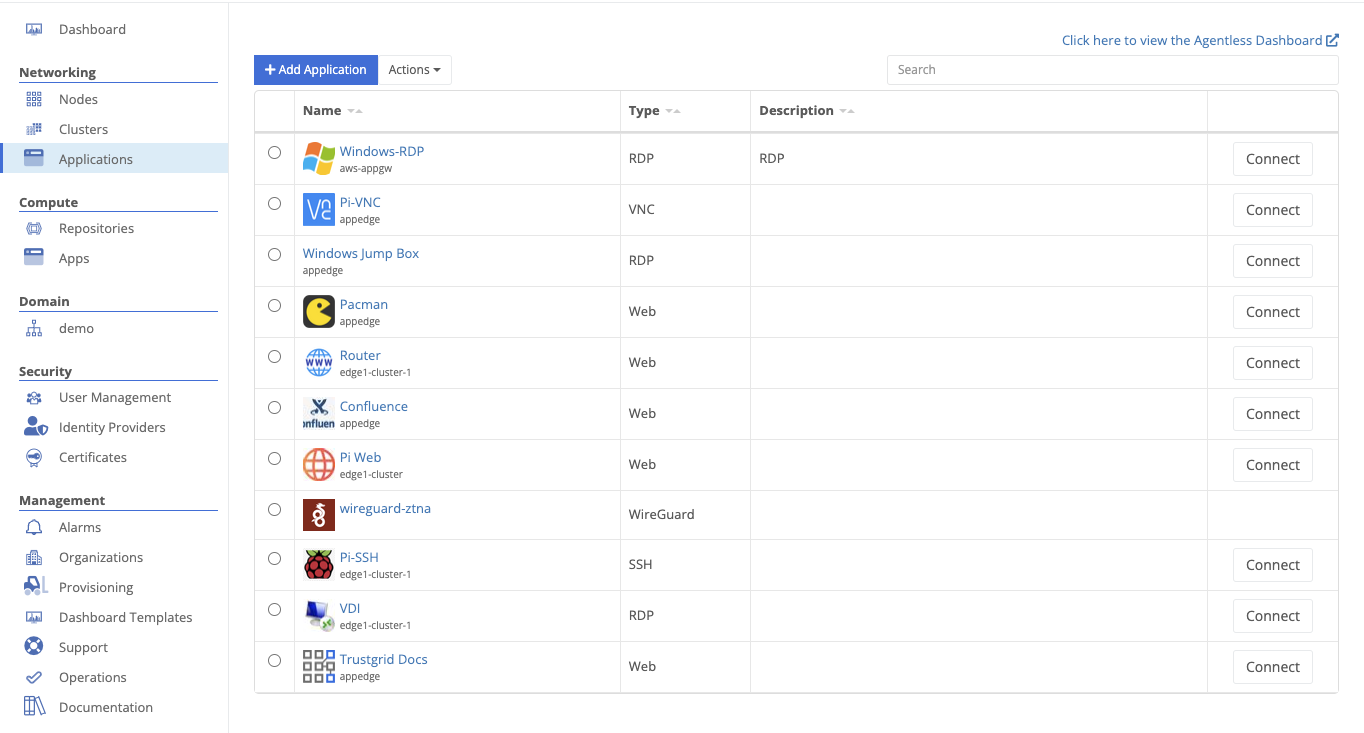 Dashboard
Networking
Nodes
Clusters
Applications
Compute
Repositories
Apps
Domain
demo
Security
User Management
Identity Providers
Certificates
Management
Alarms
Organizations
Provisioning
Dashboard Templates
Support
Operations
Documentation
Click here to view the Agentless Dashboard
Add Application Actions Search
Name Type Description
Windows-RDP
aws-appgw
RDP RDP Connect
Pi-VNC
appedge
VNC Connect
Windows Jump Box
appedge
RDP Connect
Pacman
appedge
Web Connect
WWW
Router
edge1-cluster-1
Web Connect
onfluen
Confluence
appedge
Web Connect
Pi Web
edge1-cluster
Web Connect
wireguard-ztna
WireGuard
Pi-SSH
edge1-cluster-1
SSH Connect
VDI
edge1-cluster-1
RDP Connect
Trustgrid Docs
appedge
Web Connect